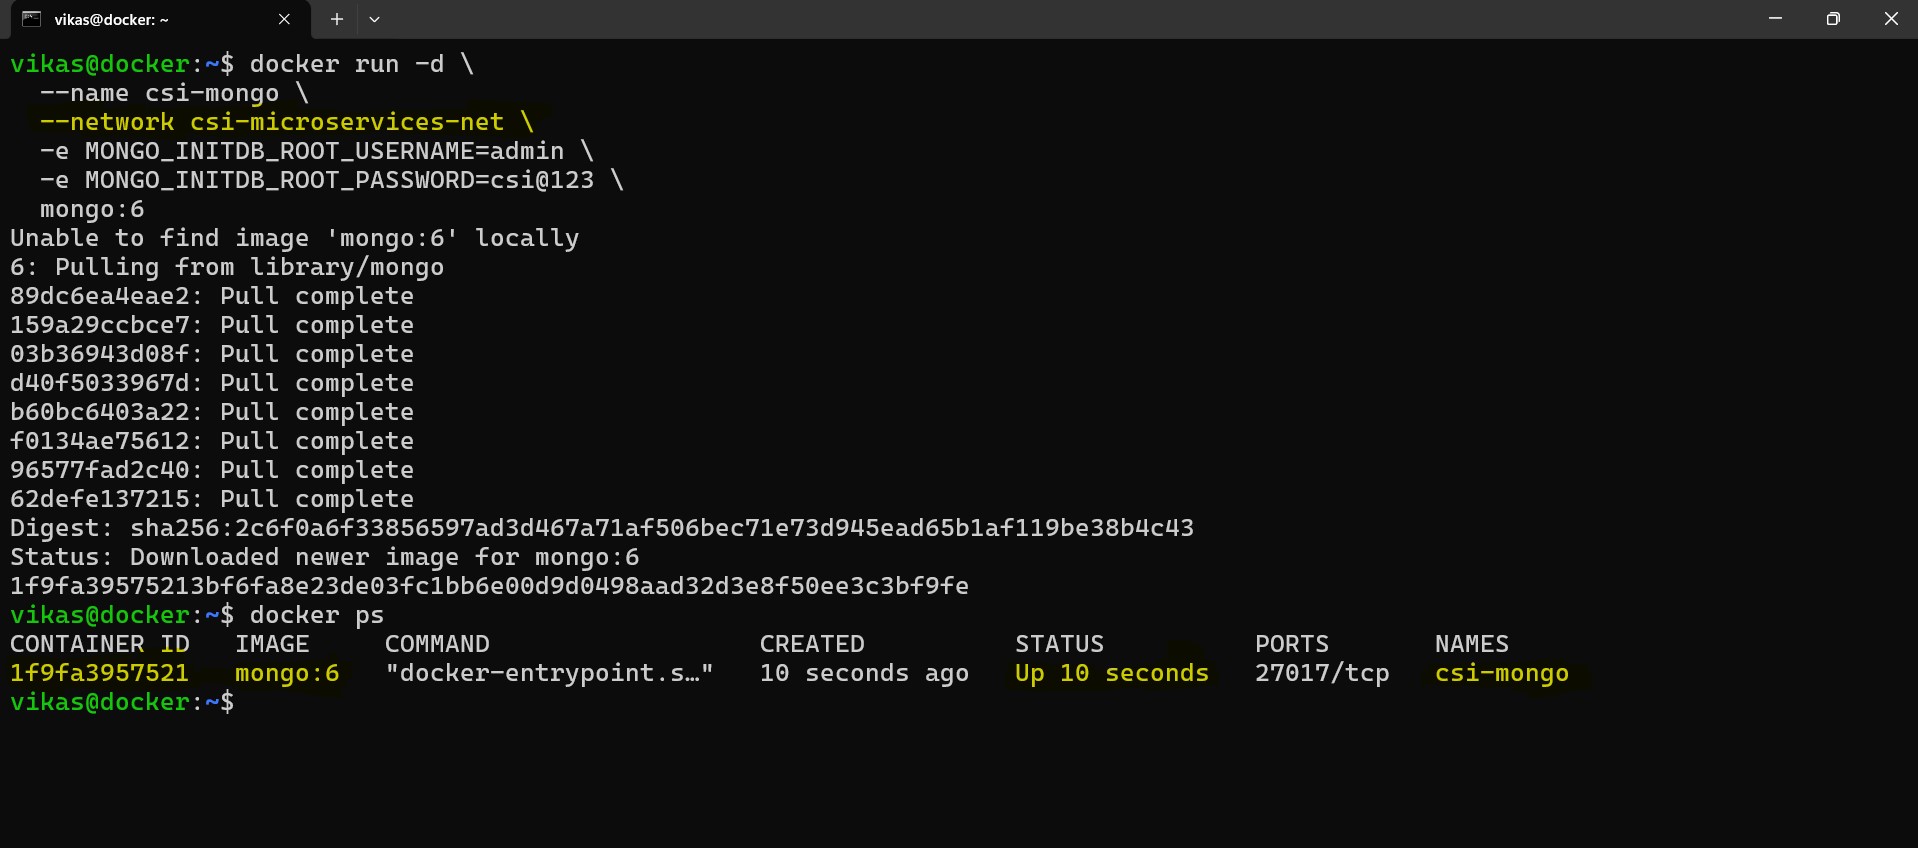 vikas@docker: ~
vikas@docker:~$ docker run -d \
  --name csi-mongo \
  --network csi-microservices-net \
  -e MONGO_INITDB_ROOT_USERNAME=admin \
  -e MONGO_INITDB_ROOT_PASSWORD=csi@123 \
  mongo:6
Unable to find image 'mongo:6' locally
6: Pulling from library/mongo
89dc6ea4eae2: Pull complete
159a29ccbce7: Pull complete
03b36943d08f: Pull complete
d40f5033967d: Pull complete
b60bc6403a22: Pull complete
f0134ae75612: Pull complete
96577fad2c40: Pull complete
62defe137215: Pull complete
Digest: sha256:2c6f0a6f33856597ad3d467a71af506bec71e73d945ead65b1af119be38b4c43
Status: Downloaded newer image for mongo:6
1f9fa39575213bf6fa8e23de03fc1bb6e00d9d0498aad32d3e8f50ee3c3bf9fe
vikas@docker:~$ docker ps
CONTAINER ID   IMAGE     COMMAND                  CREATED          STATUS          PORTS       NAMES
1f9fa3957521   mongo:6   "docker-entrypoint.s…"   10 seconds ago   Up 10 seconds   27017/tcp   csi-mongo
vikas@docker:~$